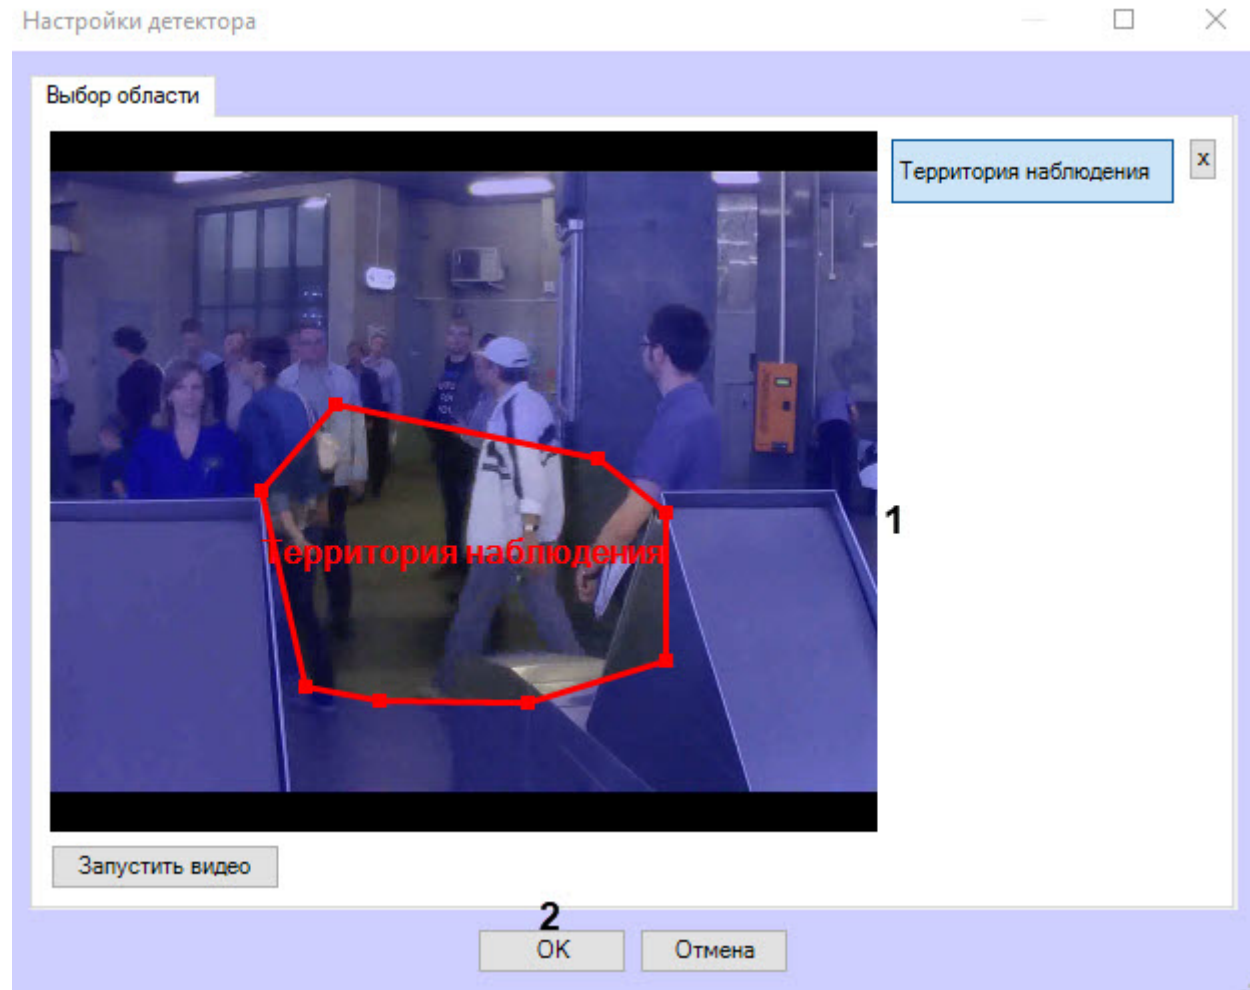 Настройки детектора
Выбор области
Территория наблюдения
x
Территория наблюдения
1
Запустить видео
2
OK
Отмена